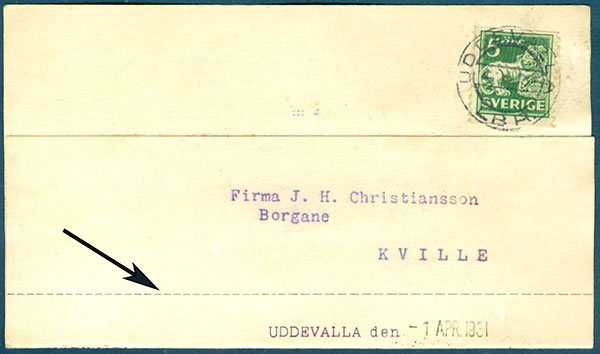 5
SVERIGE
Firma J. H. Christiansson
Borgane
KVILLE
UDDEVALLA den -1 APR. 1931